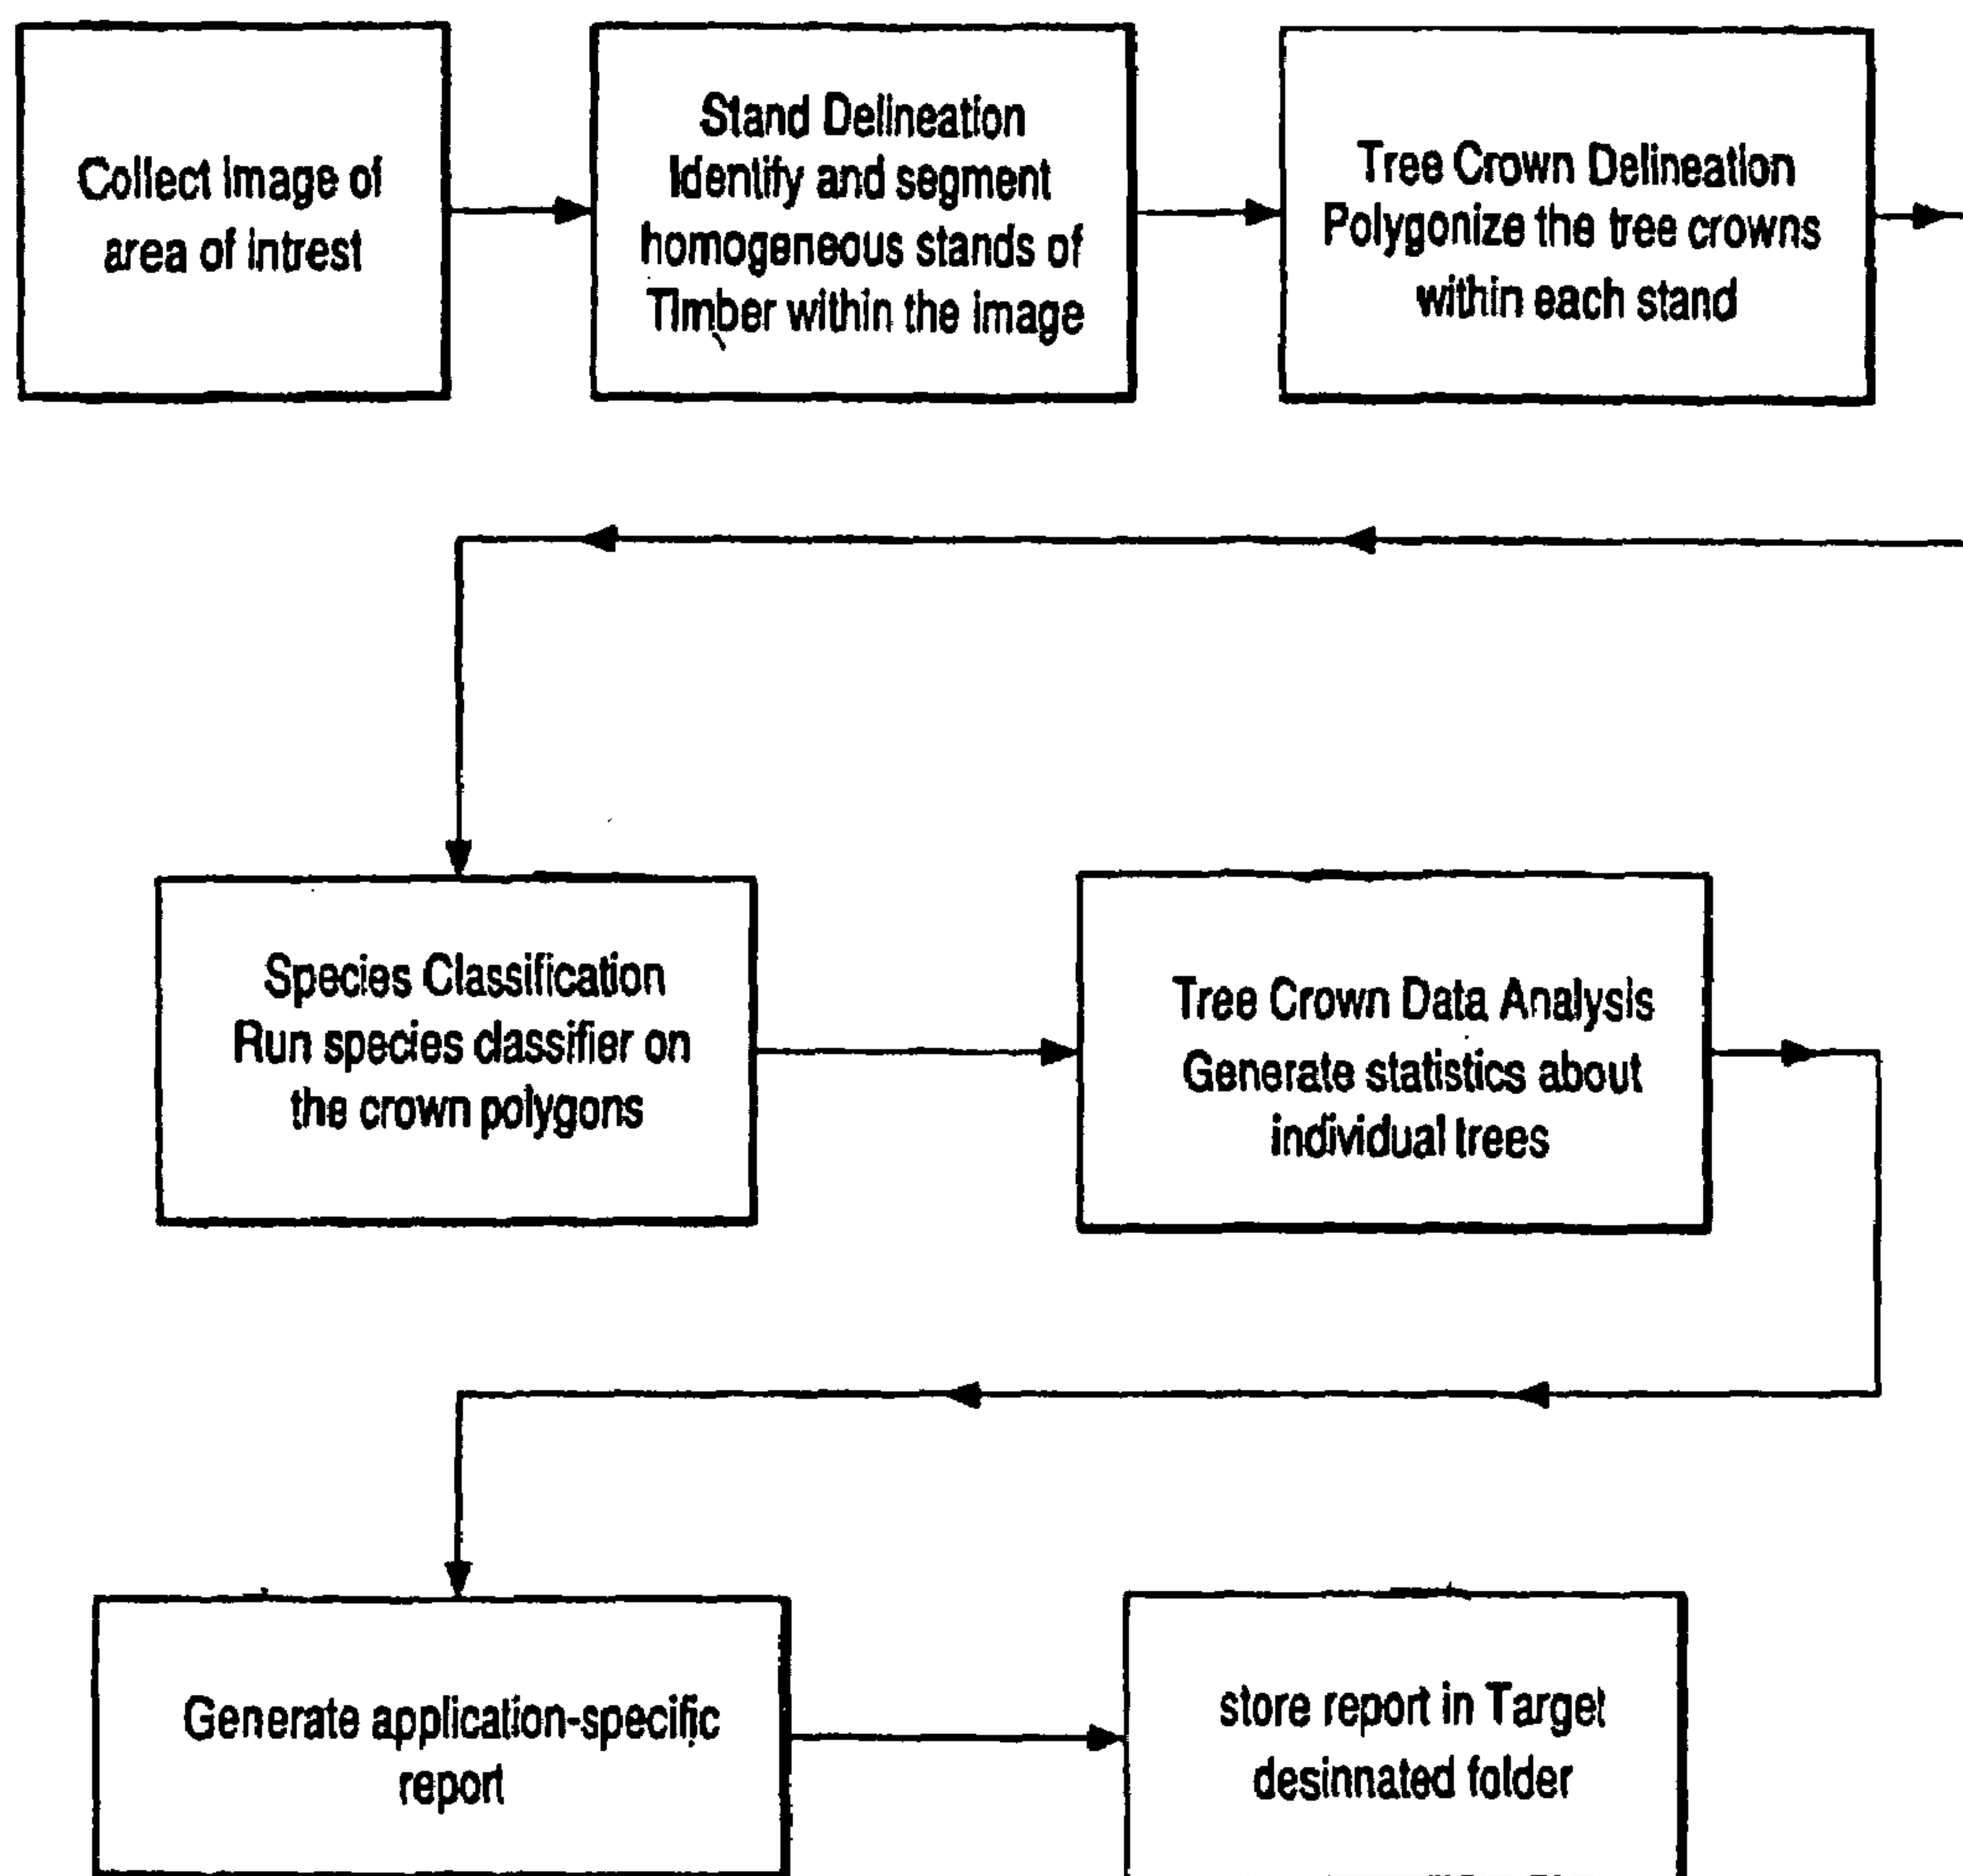 Collect image of
area of intrest
Stand Delineation
Identify and segment
homogeneous stands of
Timber within the image
Tree Crown Delineation
Polygonize the tree crowns
within each stand
Species Classification
Run species classifier on
the crown polygons
Tree Crown Data Analysis
Generate statistics about
individual trees
Generate application-specific
report
store report in Target
desinnated folder